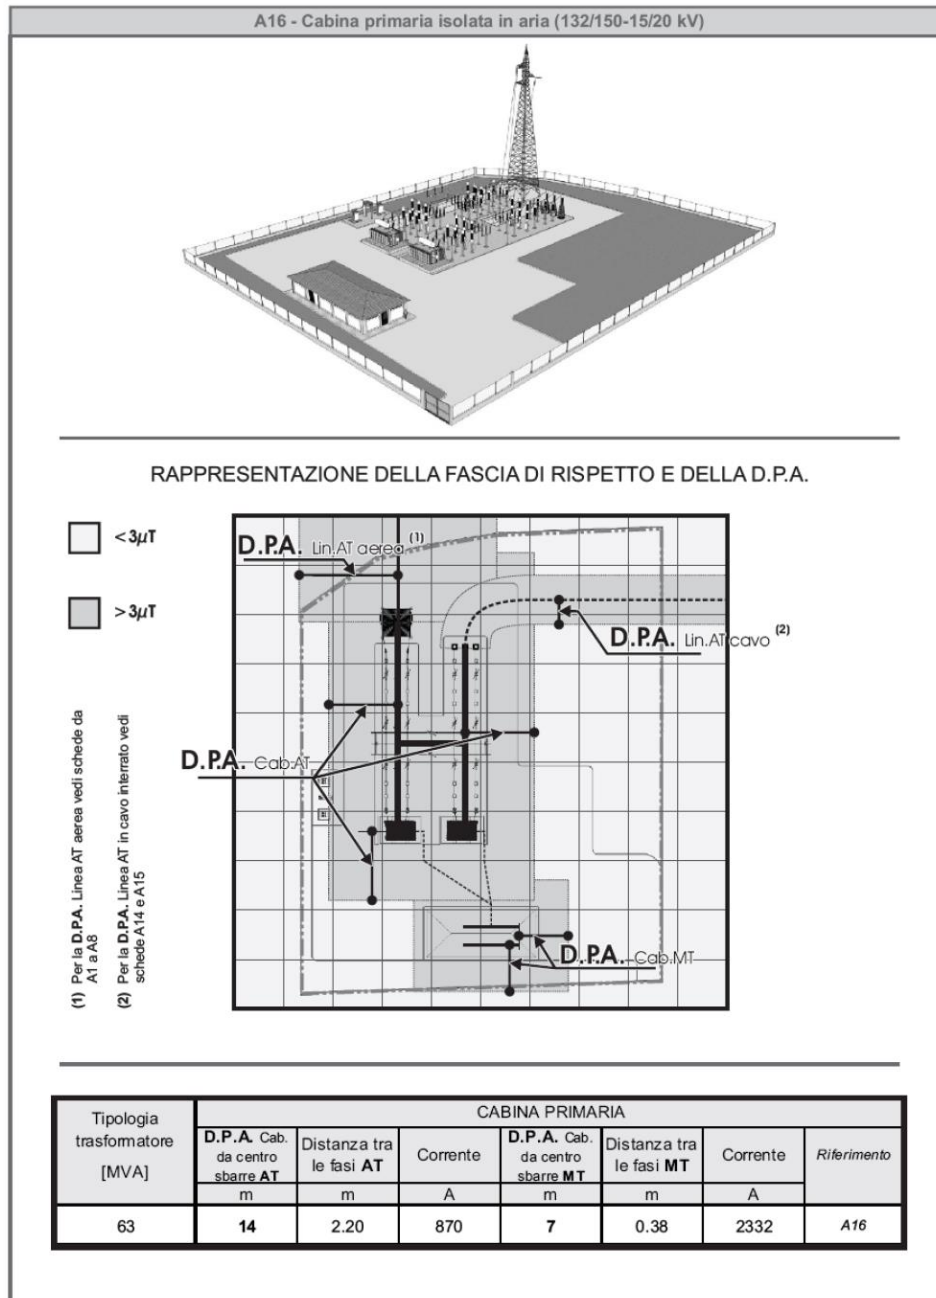 A16 - Cabina primaria isolata in aria (132/150-15/20 kV)
RAPPRESENTAZIONE DELLA FASCIA DI RISPETTO E DELLA D.P.A.
< 3µT
> 3µT
D.P.A. Lin.AT aerea (1)
D.P.A. Lin.AT cavo (2)
D.P.A. Cab.AT
D.P.A. Cab.MT
(1) Per la D.P.A. Linea AT aerea vedi schede da
A1 a A8
(2) Per la D.P.A. Linea AT in cavo interrato vedi
schede A14 e A15
CABINA PRIMARIA
Tipologia
trasformatore
[MVA]
D.P.A. Cab.
da centro
sbarre AT
Distanza tra
le fasi AT
Corrente
D.P.A. Cab.
da centro
sbarre MT
Distanza tra
le fasi MT
Corrente
Riferimento
m m A m m A
63 14 2.20 870 7 0.38 2332 A16